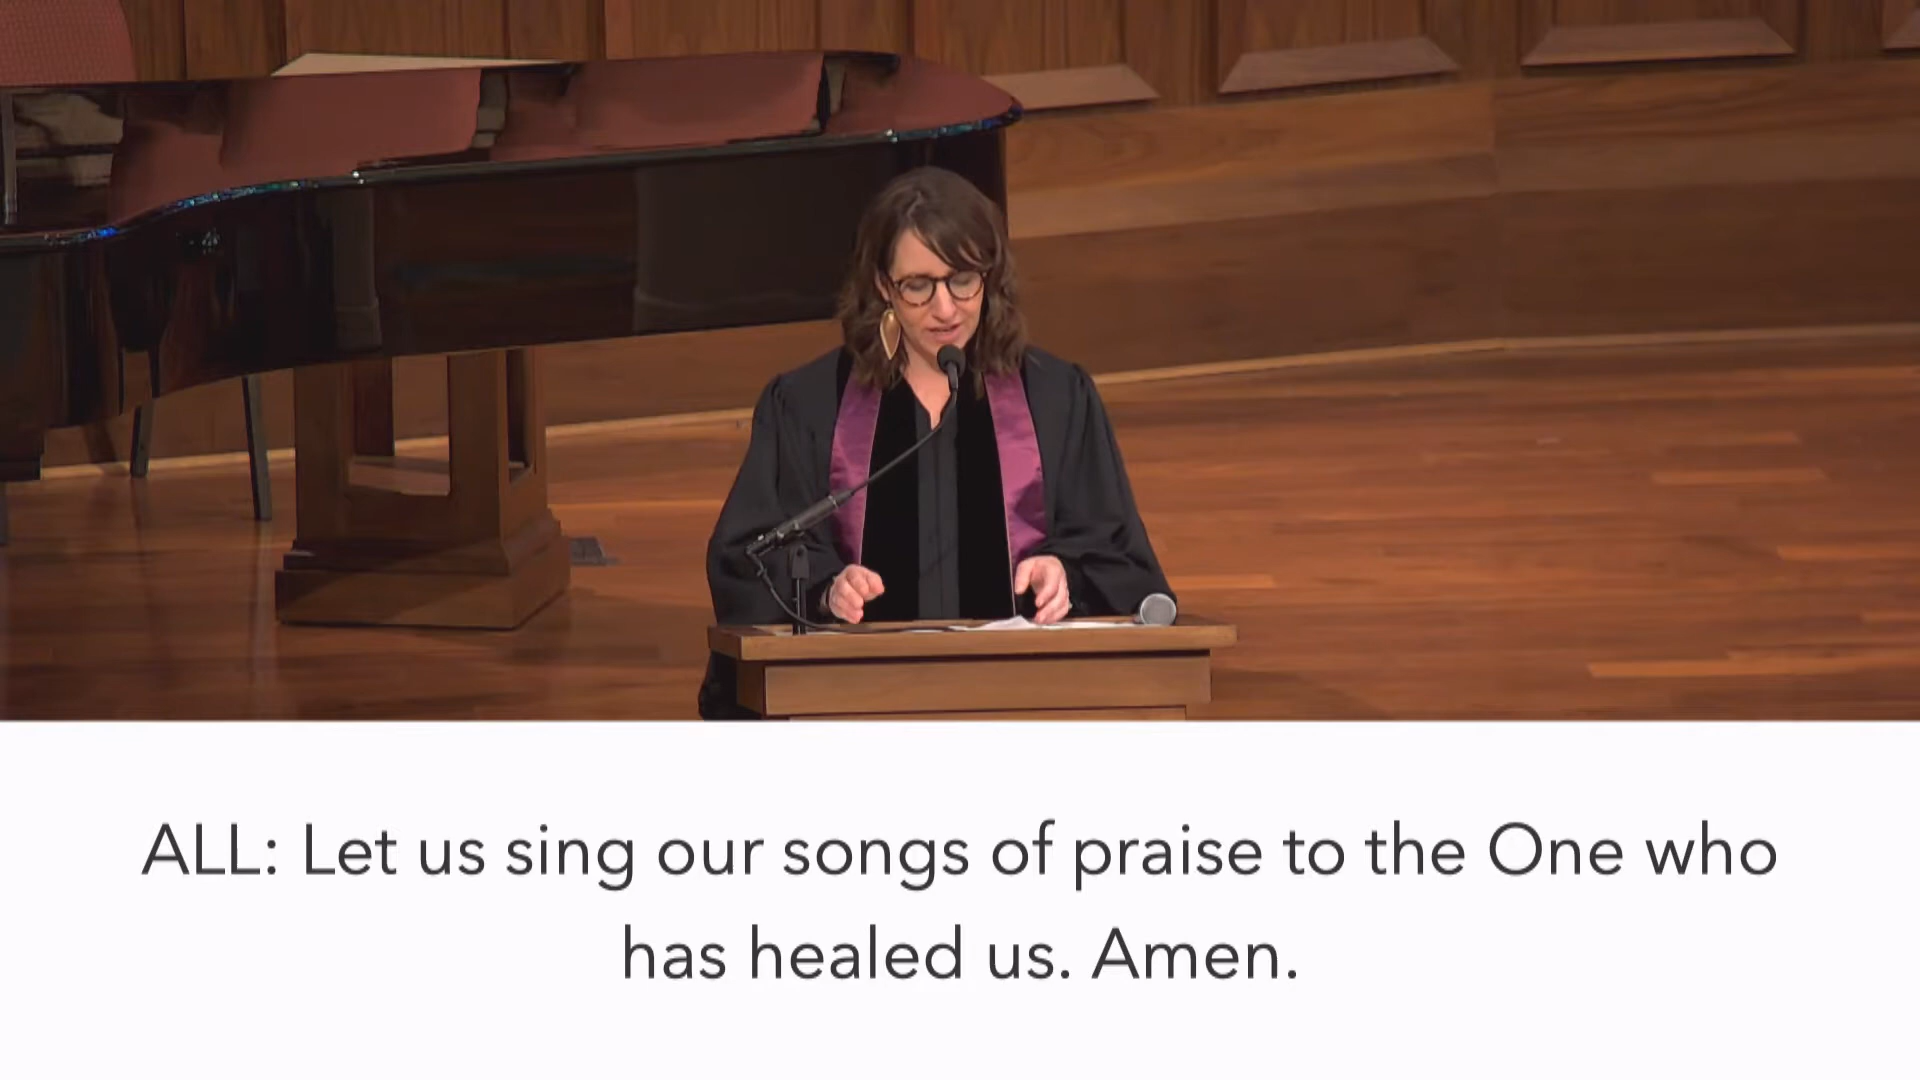 ALL: Let us sing our songs of praise to the One who
has healed us. Amen.